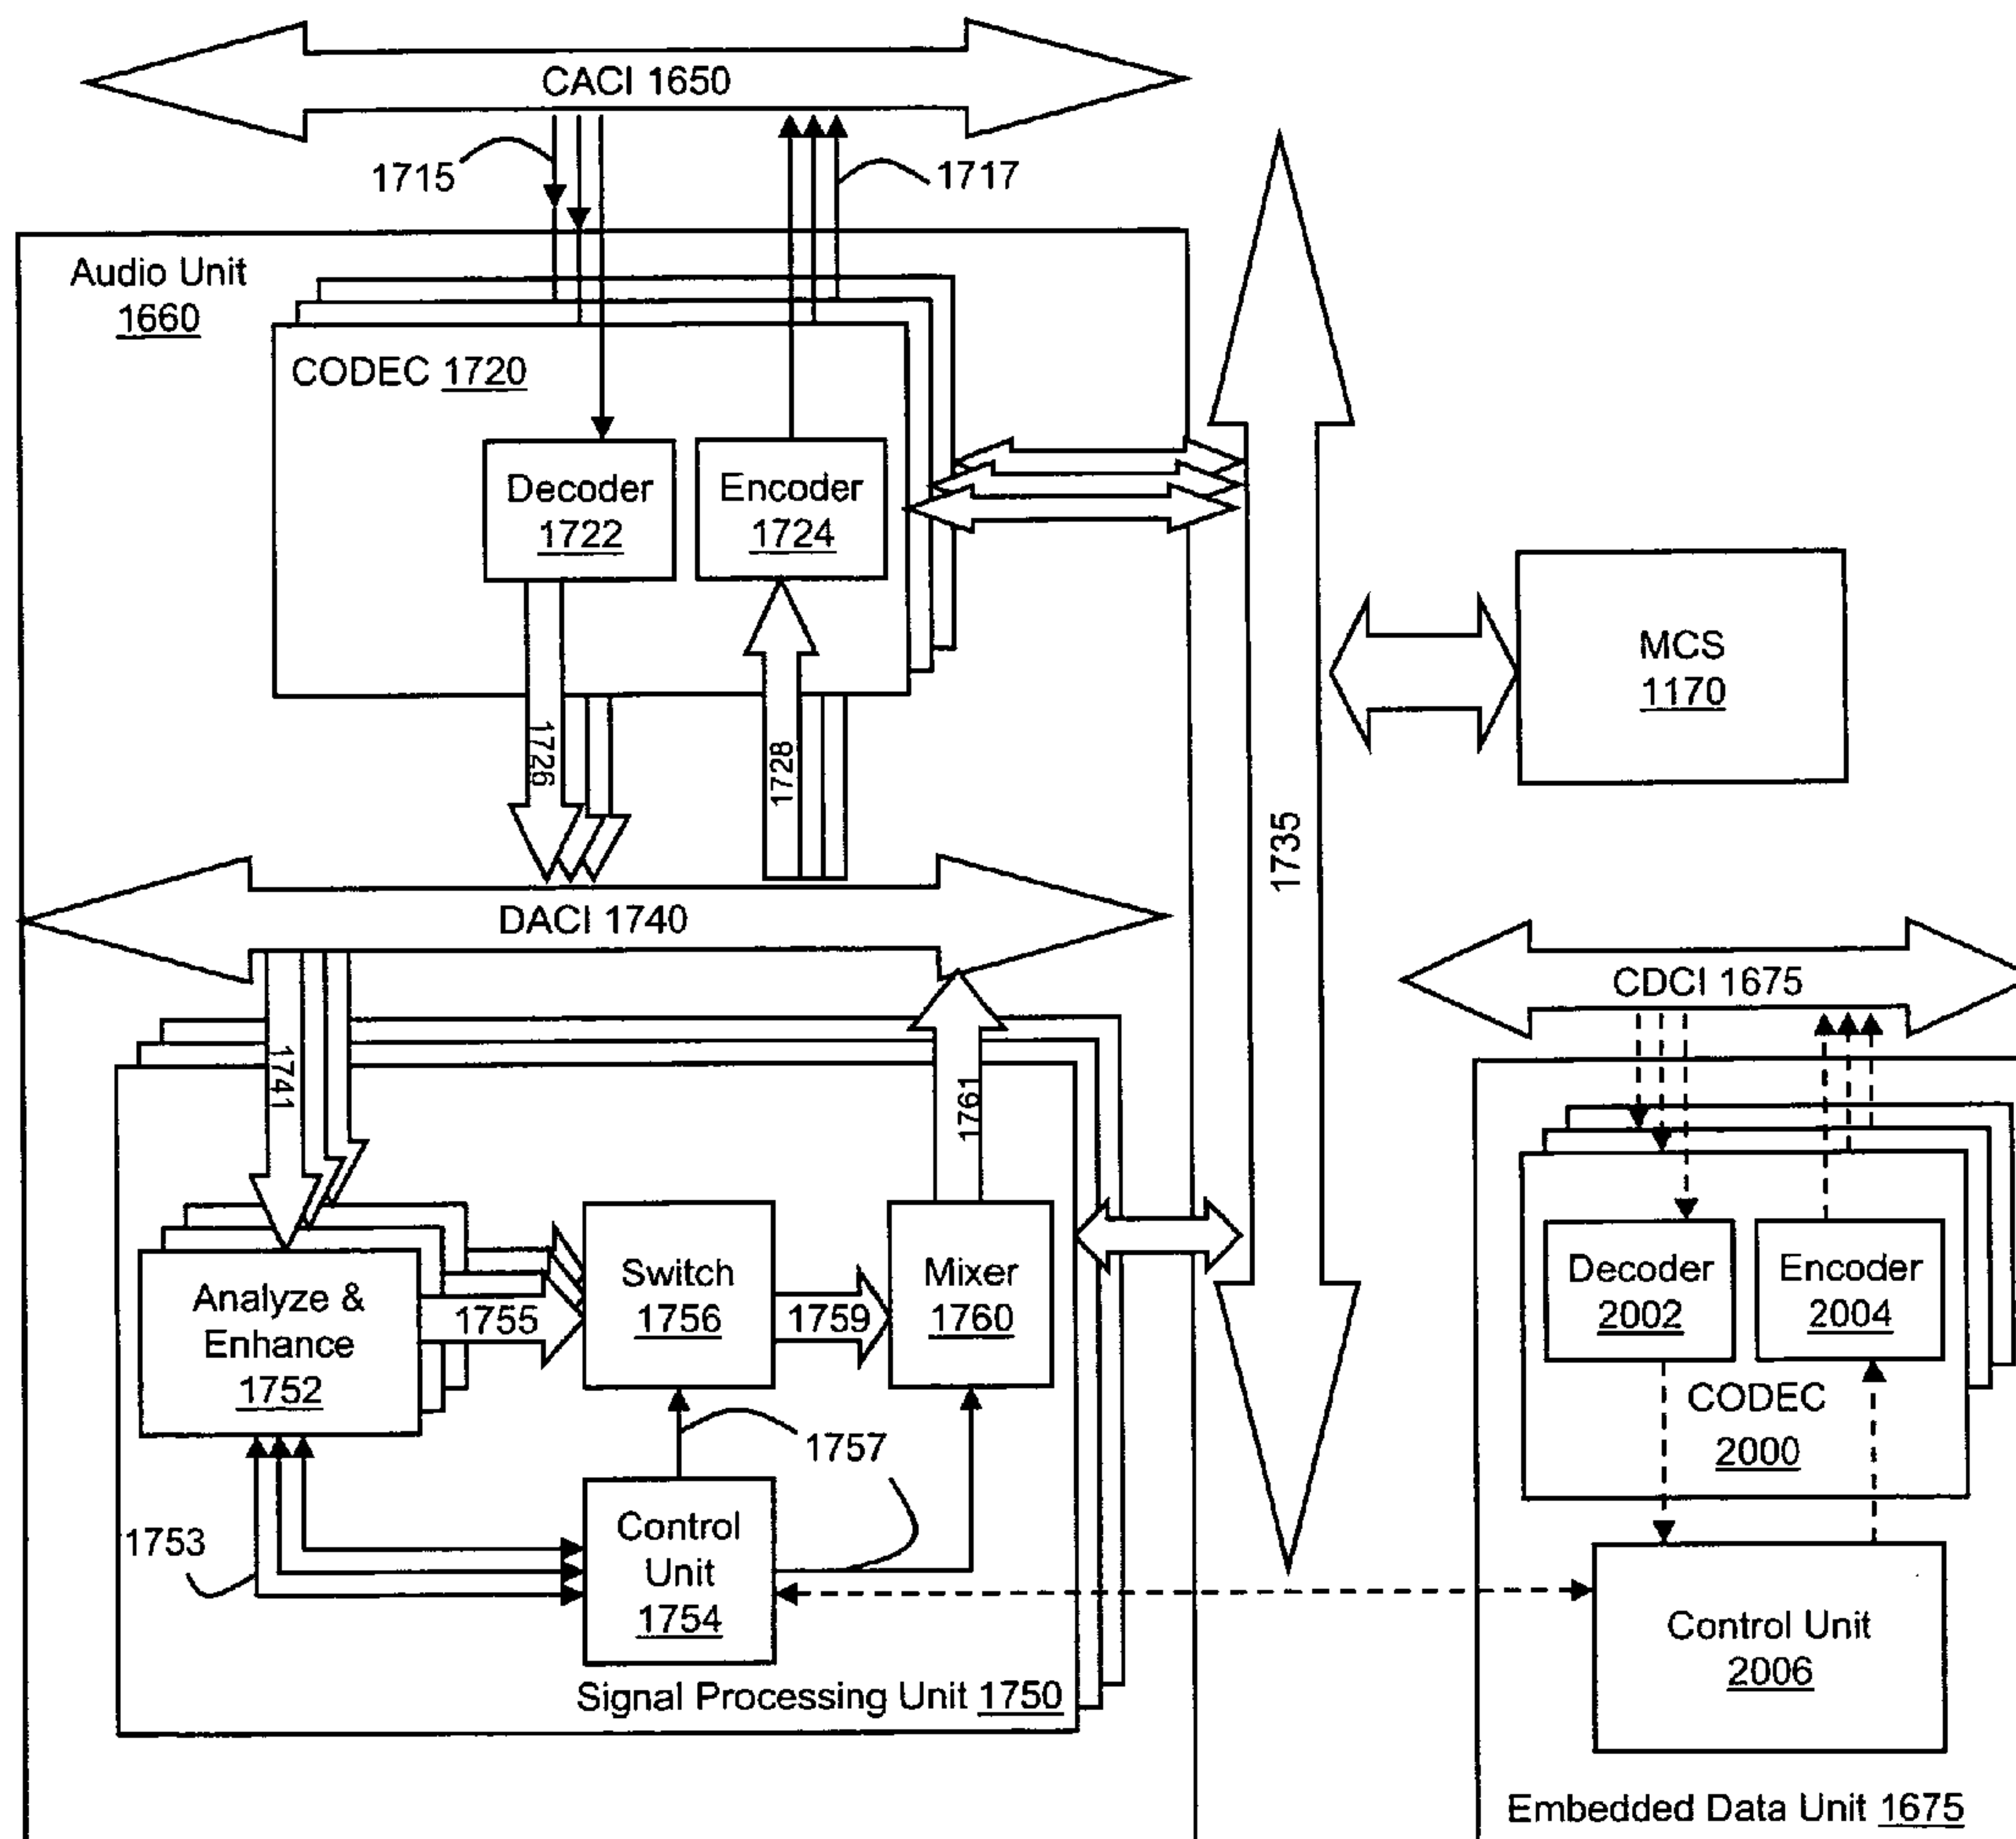 CACI 1650
1715
1717
Audio Unit
1660
CODEC 1720
Decoder
1722
Encoder
1724
1726
1728
MCS
1170
1735
DACI 1740
CDCI 1675
1741
1761
Analyze &
Enhance
1752
1755
Switch
1756
1759
Mixer
1760
Decoder
2002
Encoder
2004
CODEC
2000
1757
1753
Control
Unit
1754
Control Unit
2006
Signal Processing Unit 1750
Embedded Data Unit 1675